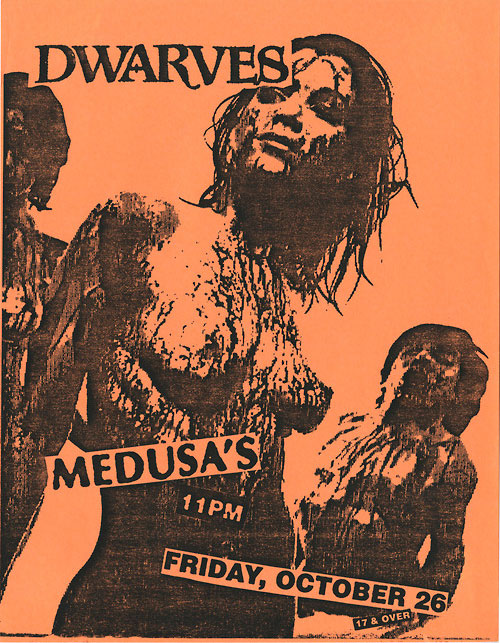 DWARVES
MEDUSA'S
11PM
FRIDAY, OCTOBER 26
17 & OVER